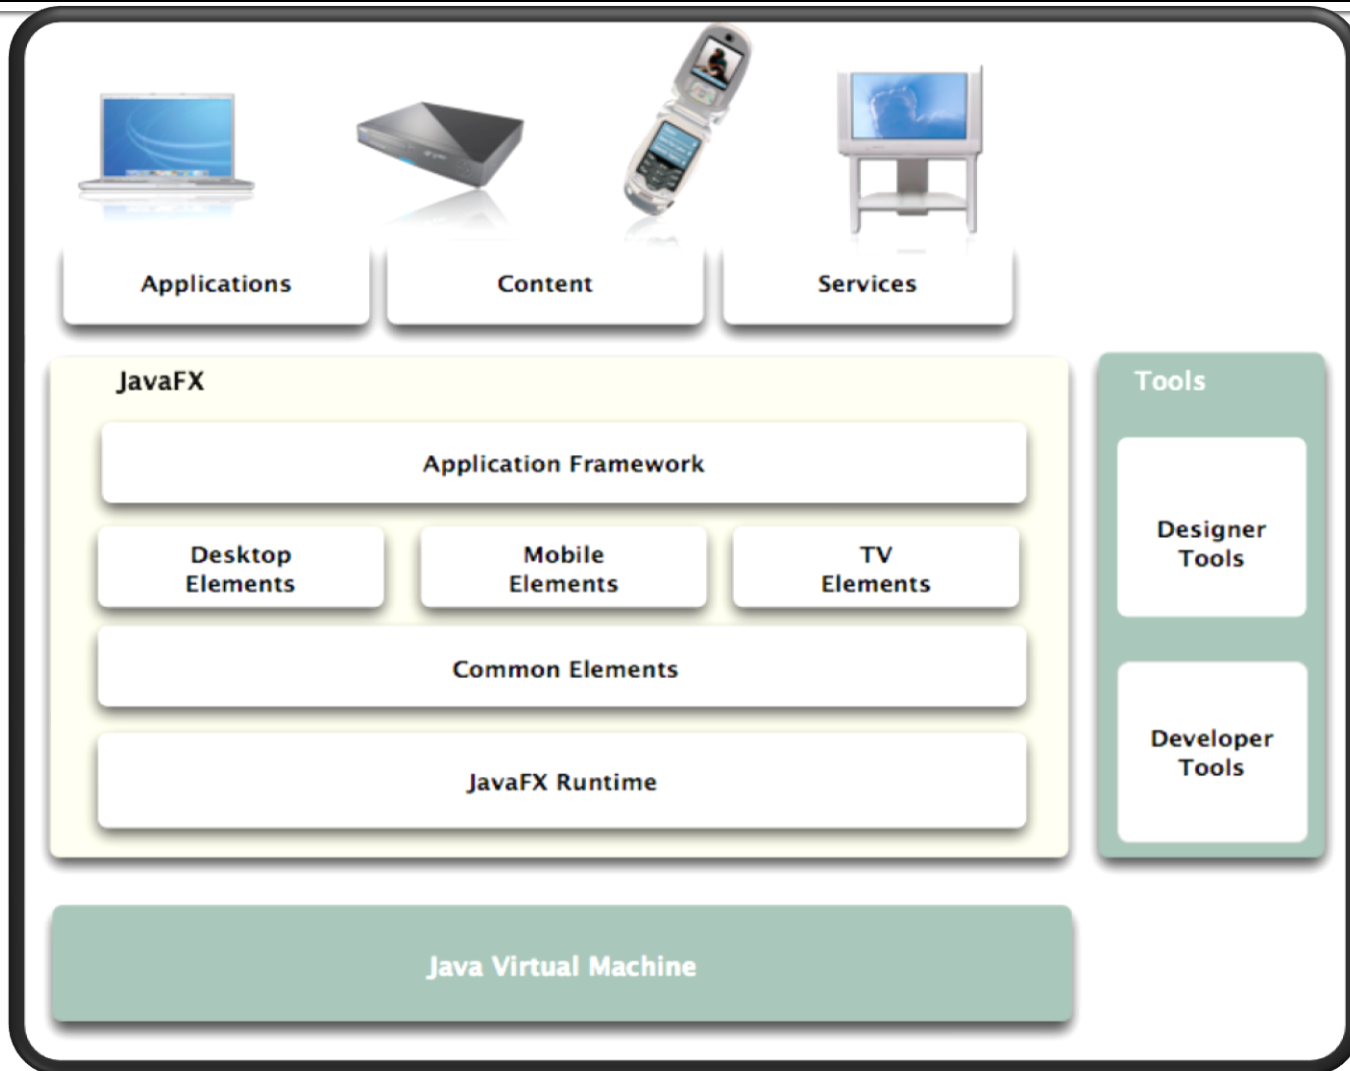 Applications
Content
Services
JavaFX
Application Framework
Desktop
Elements
Mobile
Elements
TV
Elements
Common Elements
JavaFX Runtime
Tools
Designer
Tools
Developer
Tools
Java Virtual Machine